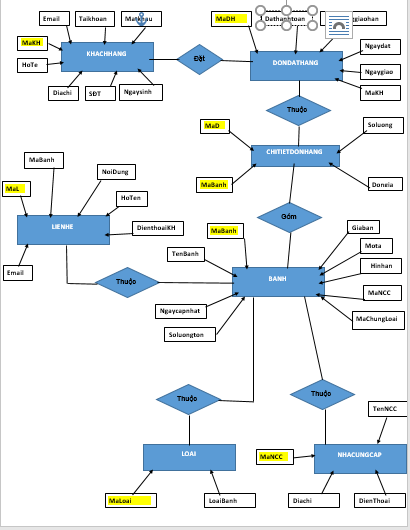 Email
Taikhoan
Matkhau
MaDH
Dathanhtoan
giaohan
MaKH
KHACHHANG
Đặt
DONDATHANG
Ngaydat
HoTe
Ngaygiao
Diachi
SĐT
Ngaysinh
MaKH
Thuộc
MaD
Soluong
CHITIETDONHANG
MaBanh
NoiDung
MaBanh
Dongia
MaL
HoTen
Gồm
LIENHE
DienthoaiKH
MaBanh
Giaban
Mota
TenBanh
Hinhan
Email
Thuộc
BANH
MaNCC
Ngaycapnhat
MaChungLoai
Soluongton
Thuộc
Thuộc
TenNCC
LOAI
MaNCC
NHACUNGCAP
MaLoai
LoaiBanh
Diachi
DienThoai